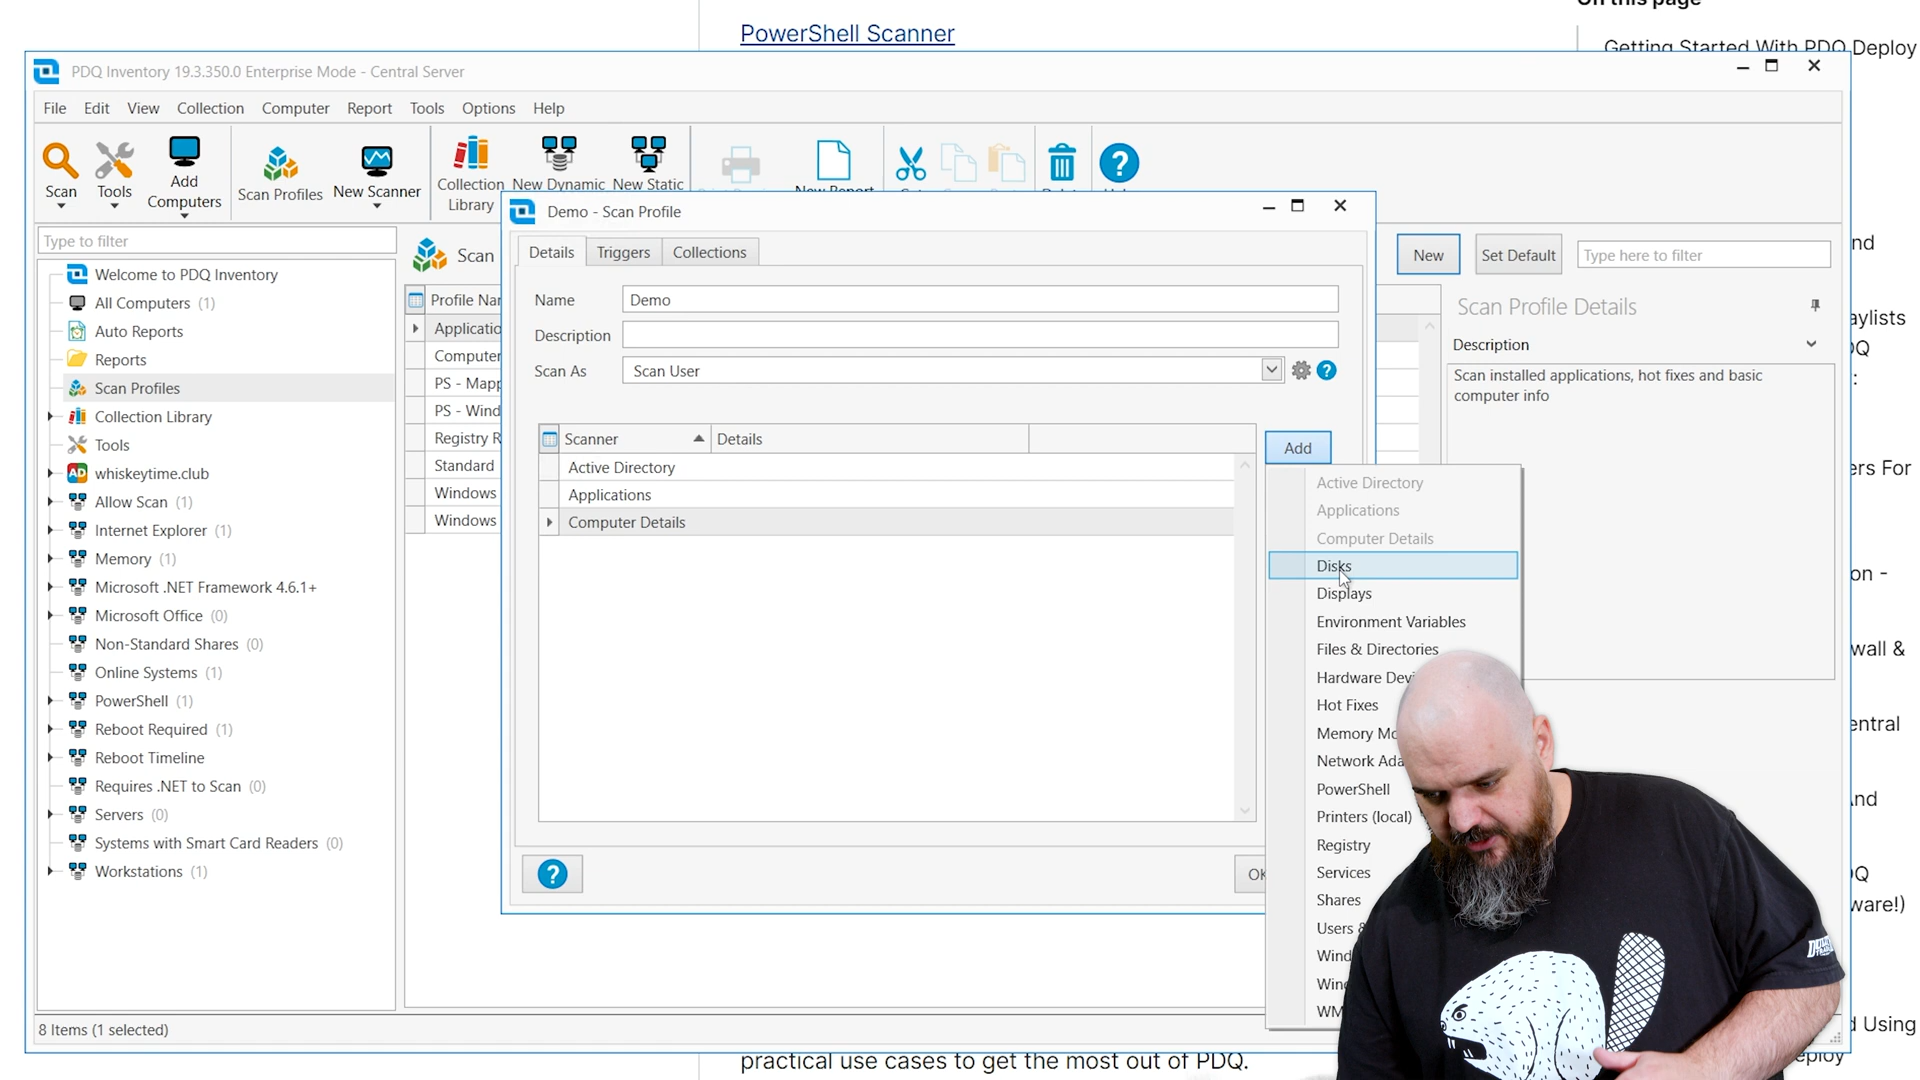 On this page
PowerShell Scanner
Getting Started With PDQ Deploy
PDQ Inventory 19.3.350.0 Enterprise Mode - Central Server
File Edit View Collection Computer Report Tools Options Help
Scan
Tools
Add
Computers
Scan Profiles
New Scanner
Collection
Library
New Dynamic
New Static
New Report
Demo - Scan Profile
Type to filter
Welcome to PDQ Inventory
All Computers (1)
Auto Reports
Reports
Scan Profiles
Collection Library
Tools
AD whiskeytime.club
Allow Scan (1)
Internet Explorer (1)
Memory (1)
Microsoft .NET Framework 4.6.1+
Microsoft Office (0)
Non-Standard Shares (0)
Online Systems (1)
PowerShell (1)
Reboot Required (1)
Reboot Timeline
Requires .NET to Scan (0)
Servers (0)
Systems with Smart Card Readers (0)
Workstations (1)
8 Items (1 selected)
Scan
Profile Nar
Applicatio
Computer
PS - Mapp
PS - Wind
Registry R
Standard
Windows
Windows
Details Triggers Collections
Name Demo
Description
Scan As Scan User
Scanner Details
Active Directory
Applications
Computer Details
Add
Active Directory
Applications
Computer Details
Disks
Displays
Environment Variables
Files & Directories
Hardware Devi
Hot Fixes
Memory Mo
Network Ada
PowerShell
Printers (local)
Registry
Services
Shares
Users &
Wind
Wind
WM
OK
New
Set Default
Type here to filter
Scan Profile Details
Description
Scan installed applications, hot fixes and basic
computer info
nd
aylists
Q
:
ers For
on -
wall &
entral
And
Q
ware!)
d Using
eploy
practical use cases to get the most out of PDQ.